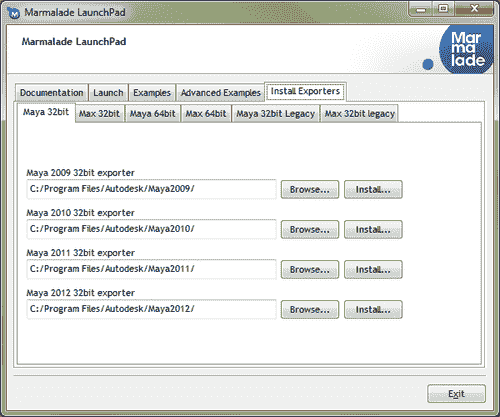 Marmalade LaunchPad
Marmalade LaunchPad
Mar
ma
lade
Documentation Launch Examples Advanced Examples Install Exporters
Maya 32bit Max 32bit Maya 64bit Max 64bit Maya 32bit Legacy Max 32bit legacy
Maya 2009 32bit exporter
C:/Program Files/Autodesk/Maya2009/ Browse... Install...
Maya 2010 32bit exporter
C:/Program Files/Autodesk/Maya2010/ Browse... Install...
Maya 2011 32bit exporter
C:/Program Files/Autodesk/Maya2011/ Browse... Install...
Maya 2012 32bit exporter
C:/Program Files/Autodesk/Maya2012/ Browse... Install...
Exit